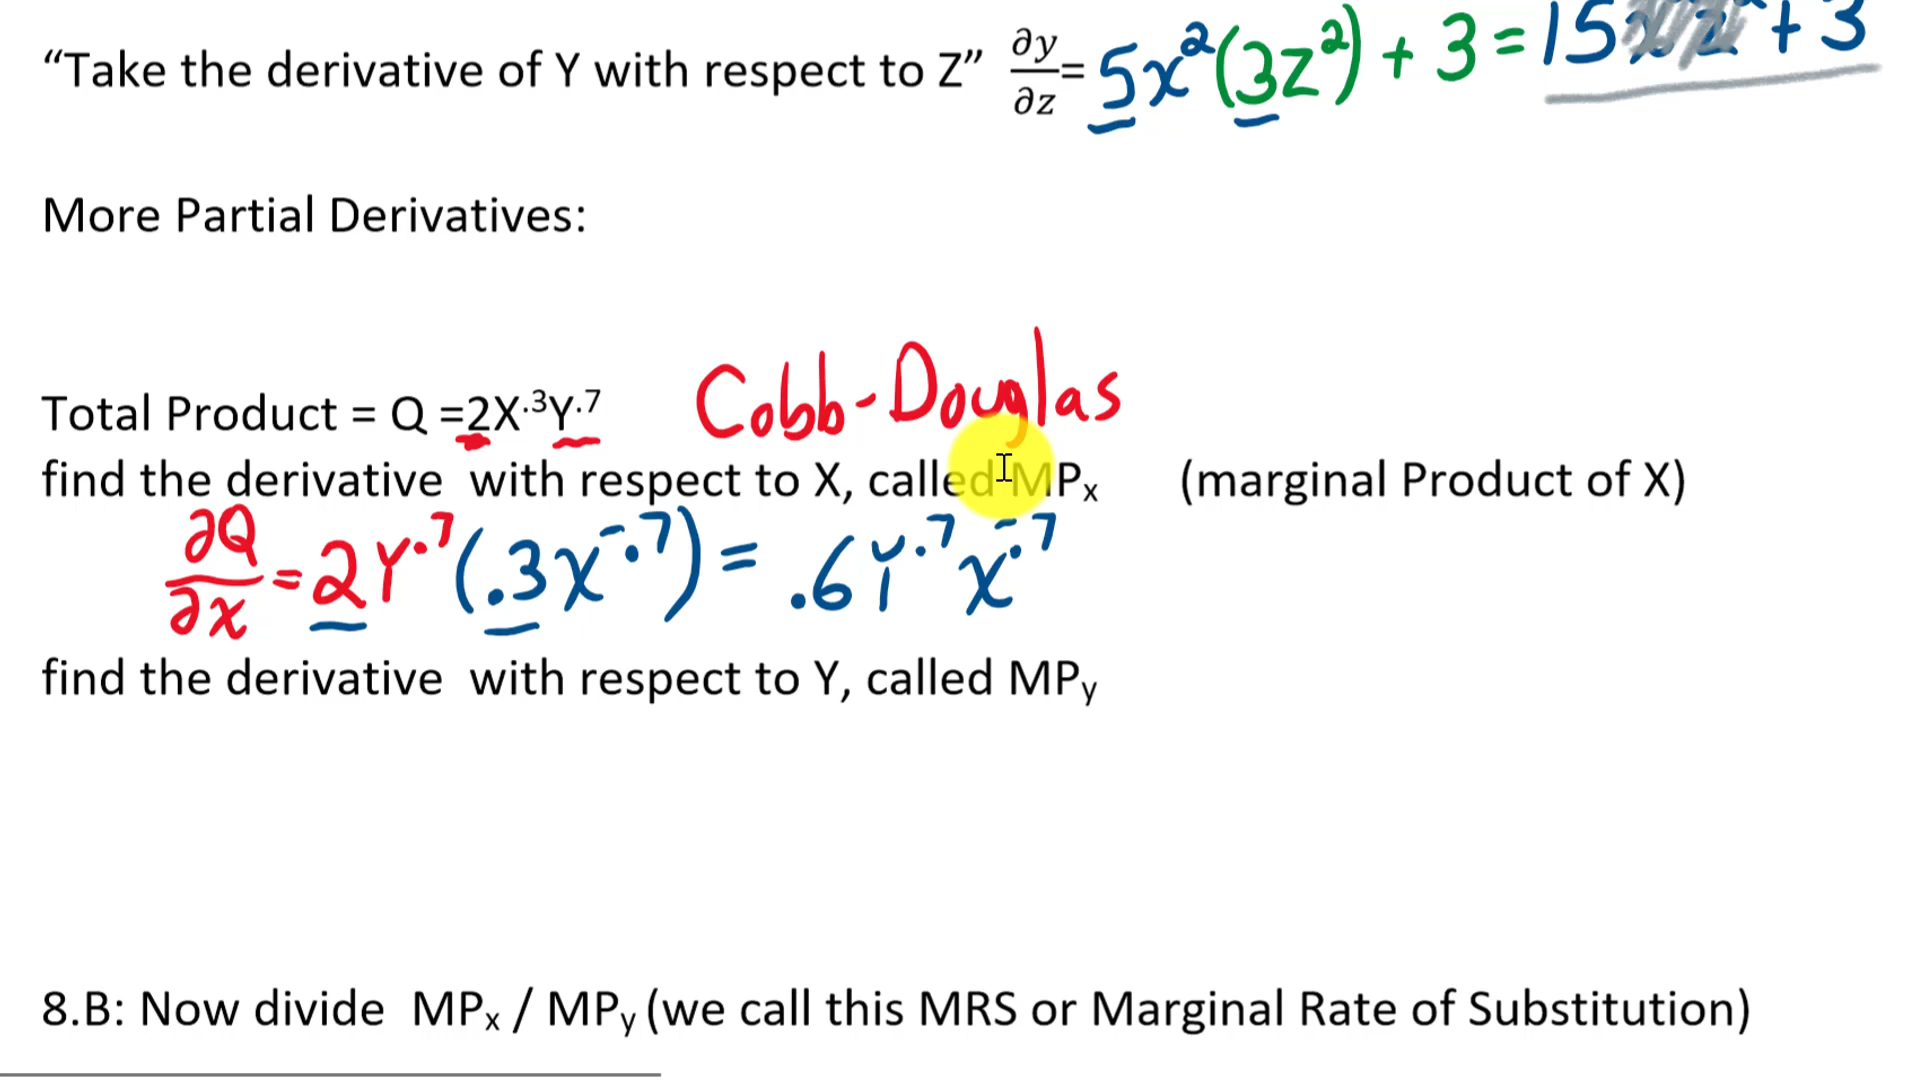 “Take the derivative of Y with respect to Z” ∂y/∂z = 5x²(3z²) + 3 = 15 + 3
More Partial Derivatives:
Cobb-Douglas
Total Product = Q =2X.³Y.⁷
find the derivative with respect to X, called MPₓ (marginal Product of X)
∂Q/∂x = 2Y.⁷(.3x⁻.⁷) = .6Y.⁷x⁻.⁷
find the derivative with respect to Y, called MPy
8.B: Now divide MPₓ / MPy (we call this MRS or Marginal Rate of Substitution)